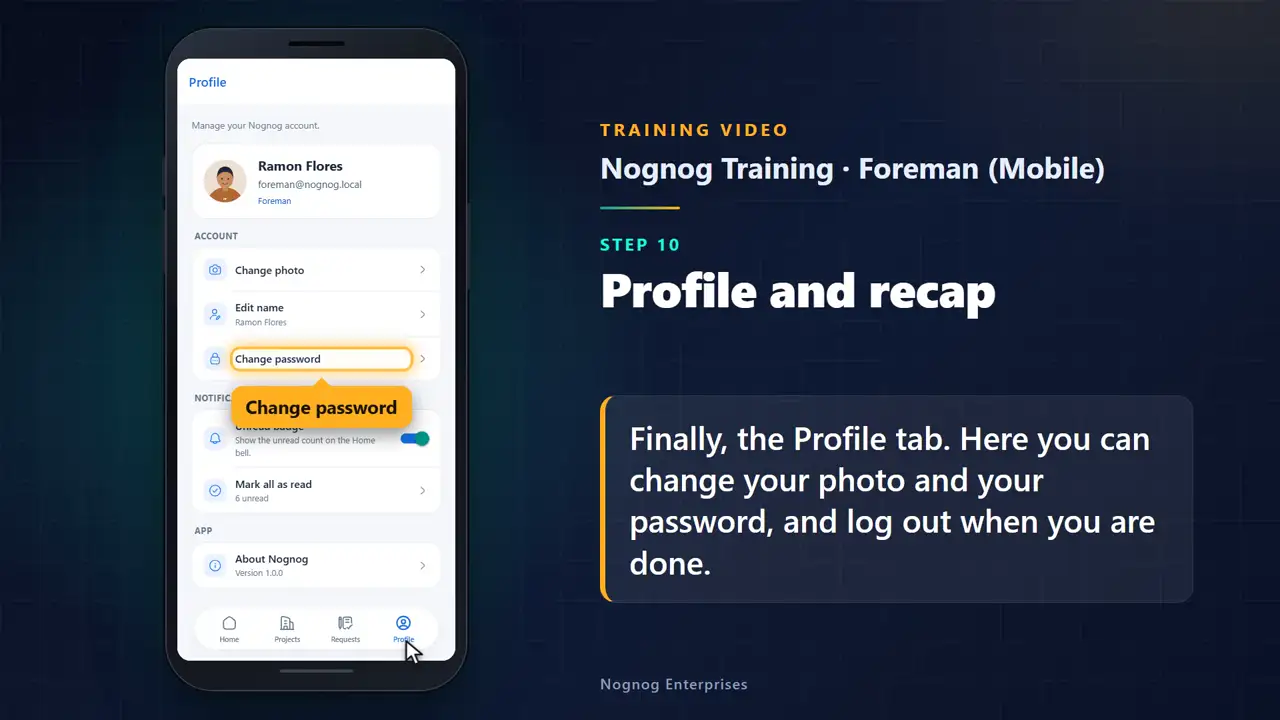 Profile
Manage your Nognog account.
Ramon Flores
foreman@nognog.local
Foreman
ACCOUNT
Change photo
Edit name
Ramon Flores
Change password
Change password
Show the unread count on the Home
bell.
Mark all as read
6 unread
APP
About Nognog
Version 1.0.0
Home
Projects
Requests
Profile
TRAINING VIDEO
Nognog Training · Foreman (Mobile)
STEP 10
Profile and recap
Finally, the Profile tab. Here you can
change your photo and your
password, and log out when you are
done.
Nognog Enterprises